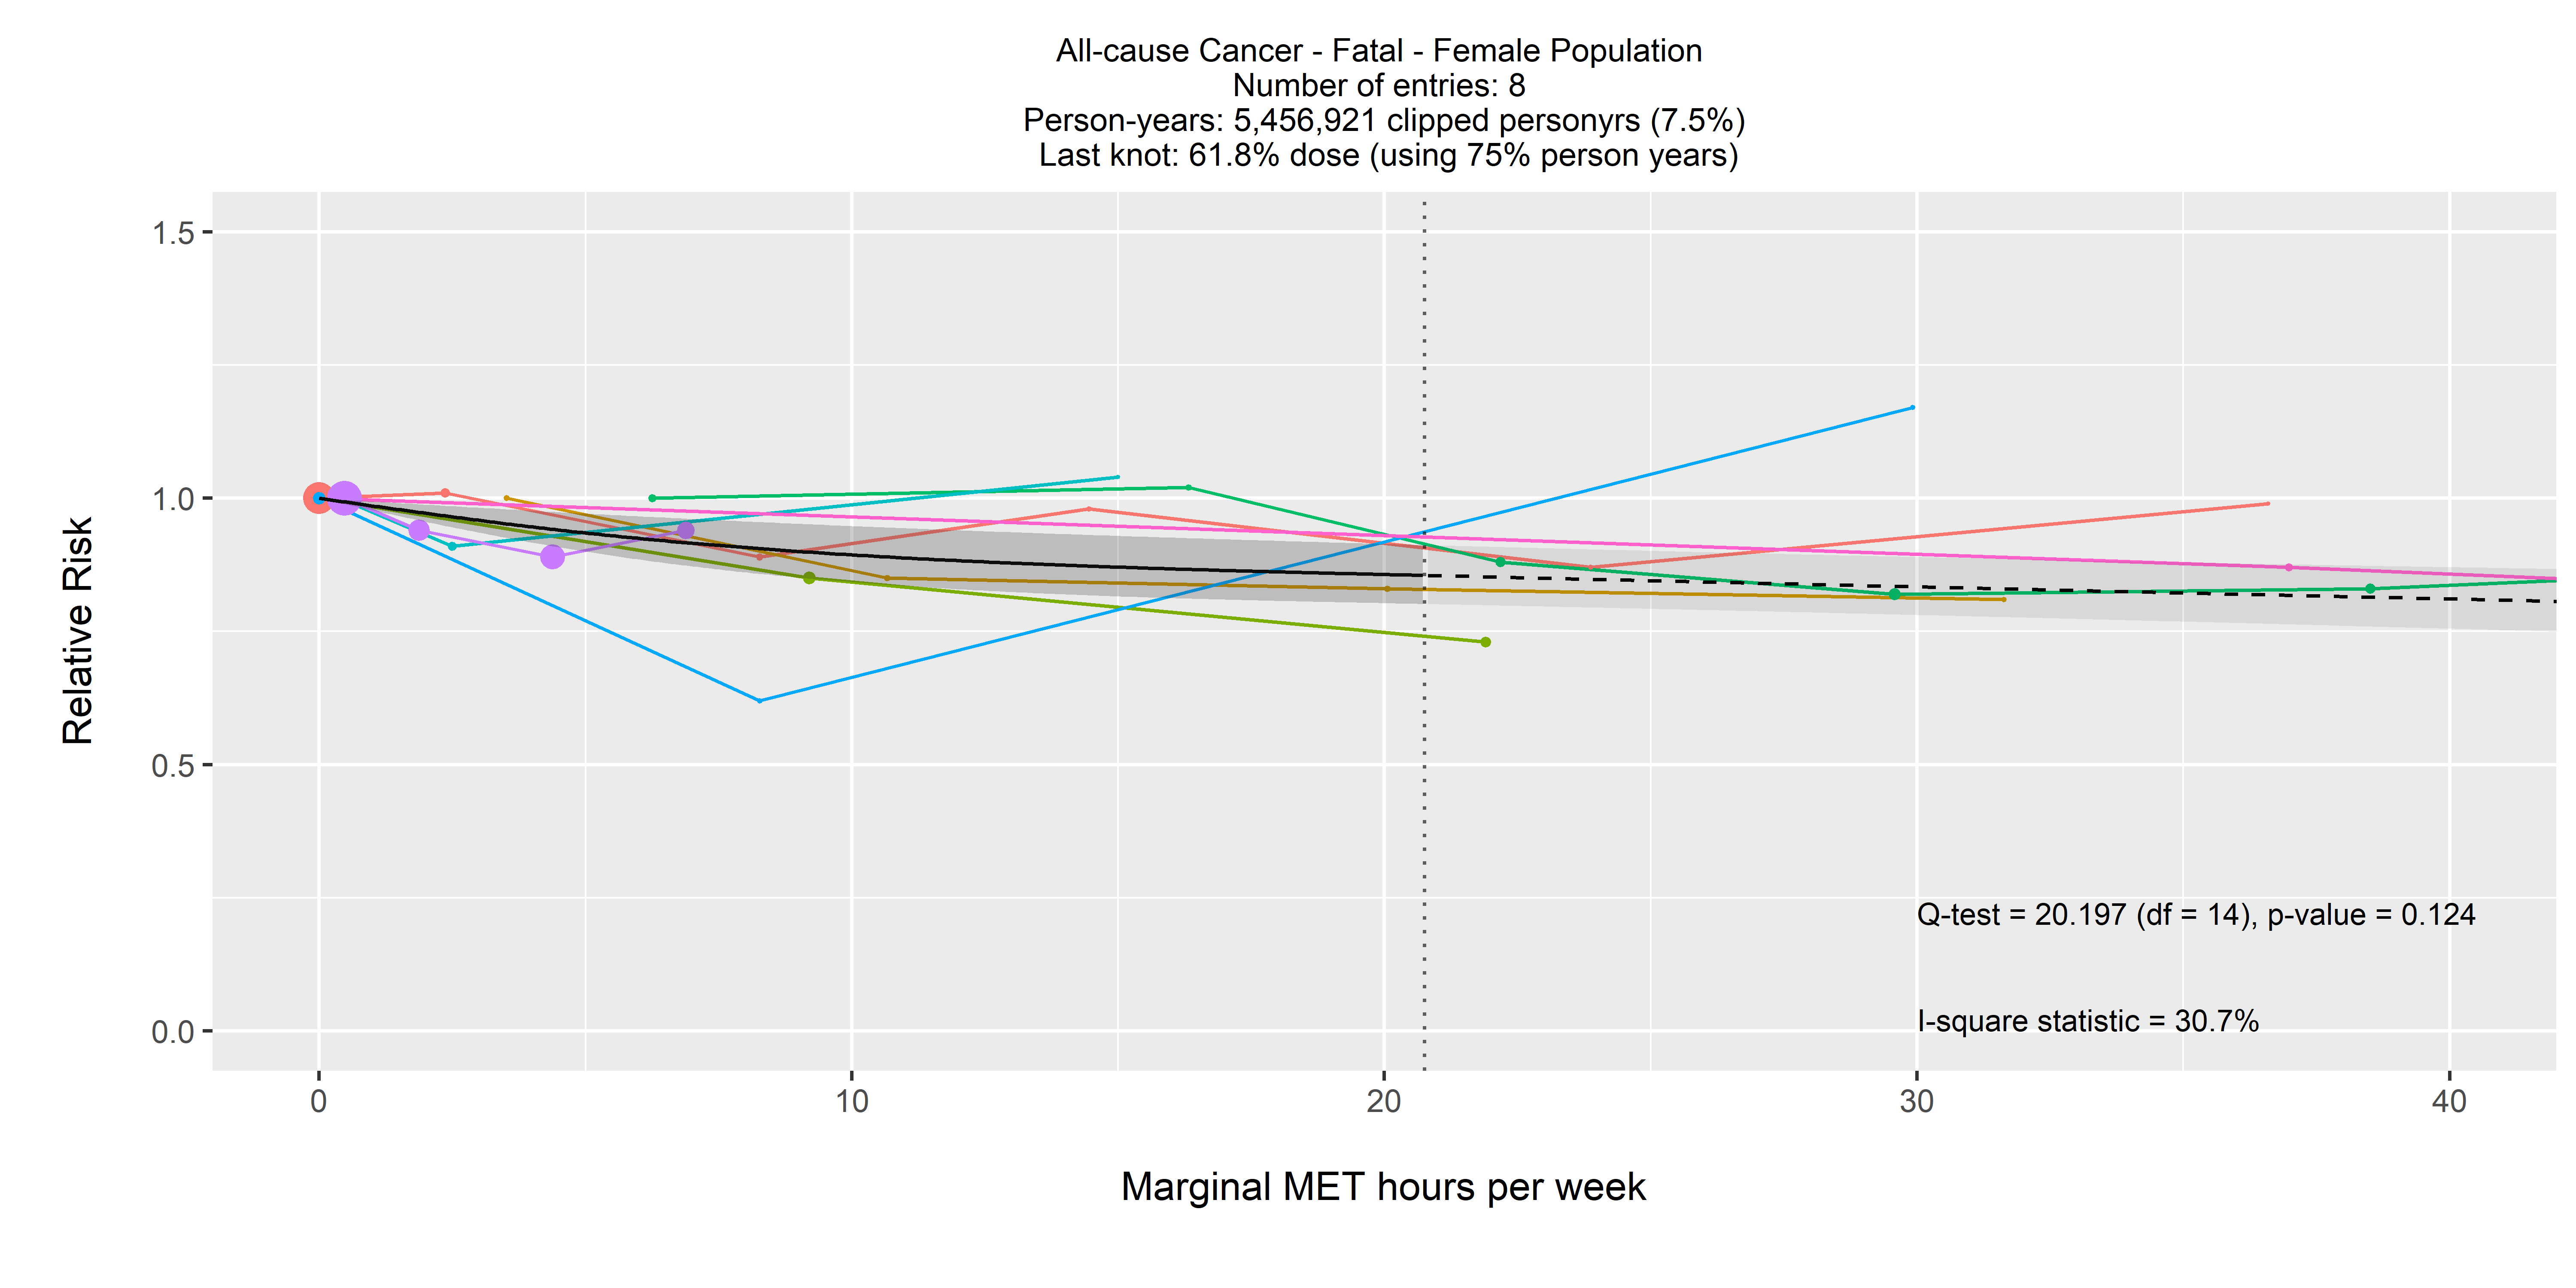 All-cause Cancer - Fatal - Female Population
Number of entries: 8
Person-years: 5,456,921 clipped personyrs (7.5%)
Last knot: 61.8% dose (using 75% person years)
1.5
1.0
0.5
0.0
Relative Risk
Q-test = 20.197 (df = 14), p-value = 0.124
I-square statistic = 30.7%
0 10 20 30 40
Marginal MET hours per week